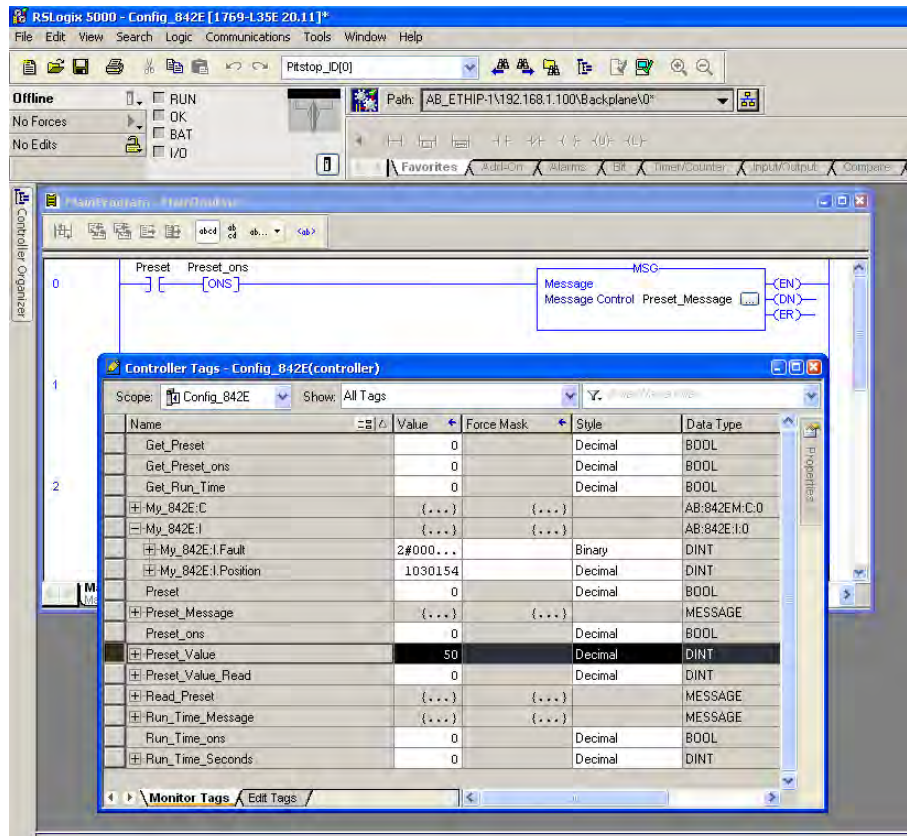 RSLogix 5000 - Config_842E [1769-L35E 20.11]*
File Edit View Search Logic Communications Tools Window Help
Pitstop_ID[0]
Offline RUN Path: AB_ETHIP-1\192.168.1.100\Backplane\0*
No Forces OK
BAT
No Edits I/O
Favorites Add-On Alarms Bit Timer/Counter Input/Output Compare
Controller Organizer
MainProgram - MainRoutine
abcd ab cd ab... <ab>
Preset Preset_ons MSG
0 ONS Message (EN)
Message Control Preset_Message ... (DN)
(ER)
Controller Tags - Config_842E(controller)
1
Scope: Config_842E Show: All Tags
Name Value Force Mask Style Data Type
Get_Preset 0 Decimal BOOL
Get_Preset_ons 0 Decimal BOOL
2 Get_Run_Time 0 Decimal BOOL
My_842E:C {...} {...} AB:842EM:C:0
My_842E:I {...} {...} AB:842E:I:0
My_842E:I.Fault 2#000... Binary DINT
My_842E:I.Position 1030154 Decimal DINT
Preset 0 Decimal BOOL
Preset_Message {...} {...} MESSAGE
Preset_ons 0 Decimal BOOL
Preset_Value 50 Decimal DINT
Preset_Value_Read 0 Decimal DINT
Read_Preset {...} {...} MESSAGE
Run_Time_Message {...} {...} MESSAGE
Run_Time_ons 0 Decimal BOOL
Run_Time_Seconds 0 Decimal DINT
Monitor Tags Edit Tags
Properties